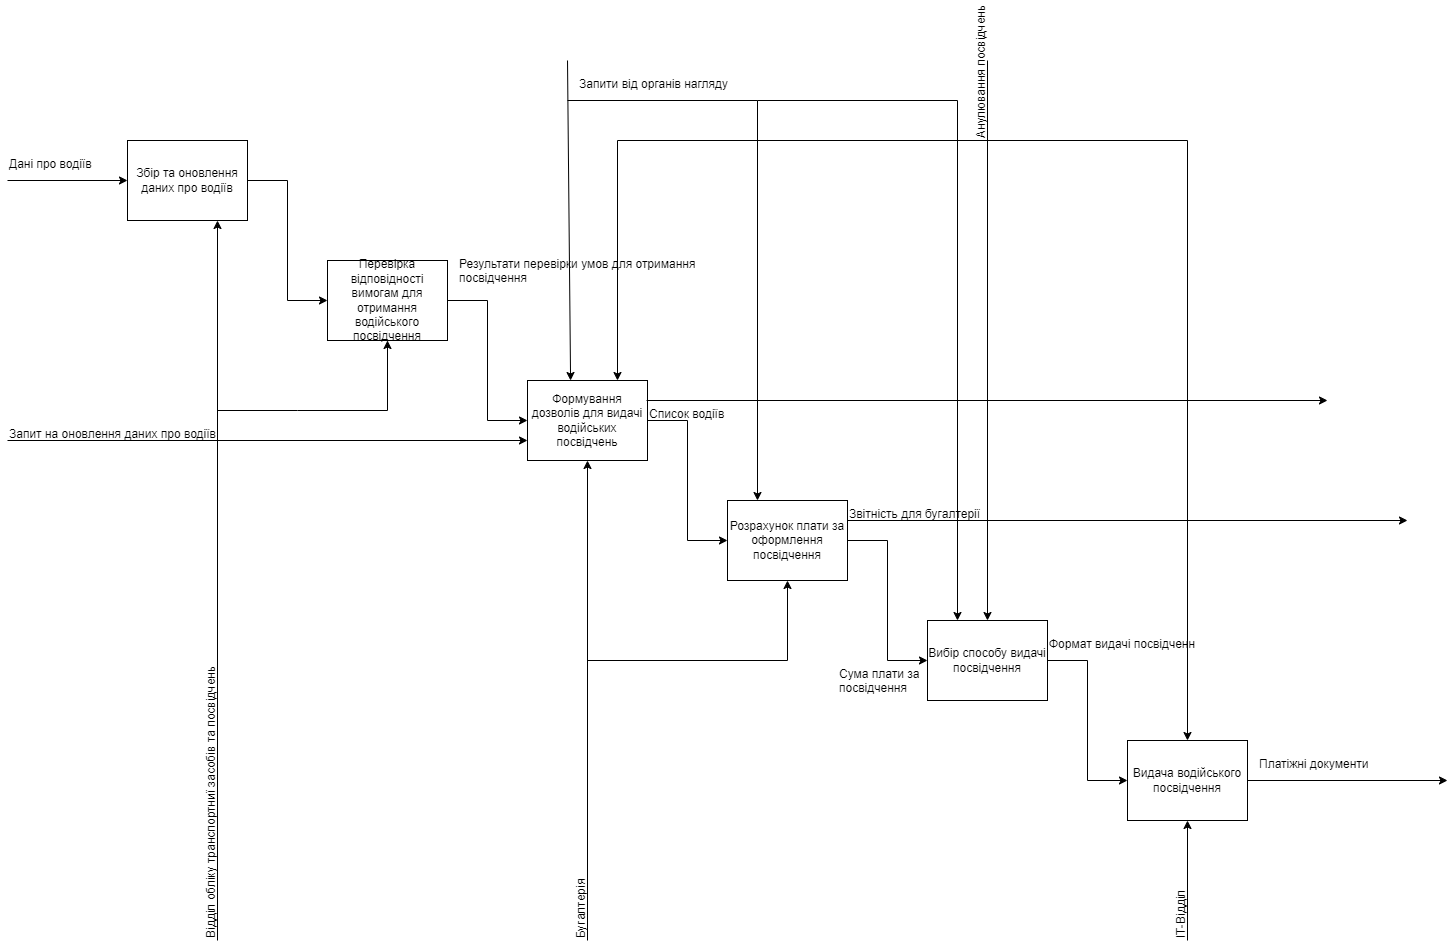 Анулювання посвідчень
Запити від органів нагляду
Дані про водіїв
Збір та оновлення
даних про водіїв
Перевірка
відповідності
вимогам для
отримання
водійського
посвідчення
Результати перевірки умов для отримання
посвідчення
Формування
дозволів для видачі
водійських
посвідчень
Список водіїв
Запит на оновлення даних про водіїв
Розрахунок плати за
оформлення
посвідчення
Звітність для бугалтерії
Вибір способу видачі
посвідчення
Формат видачі посвідченн
Сума плати за
посвідчення
Видача водійського
посвідчення
Платіжні документи
Відділ обліку транспортниї засобів та посвідчень
Бугалтерія
ІТ-Відділ